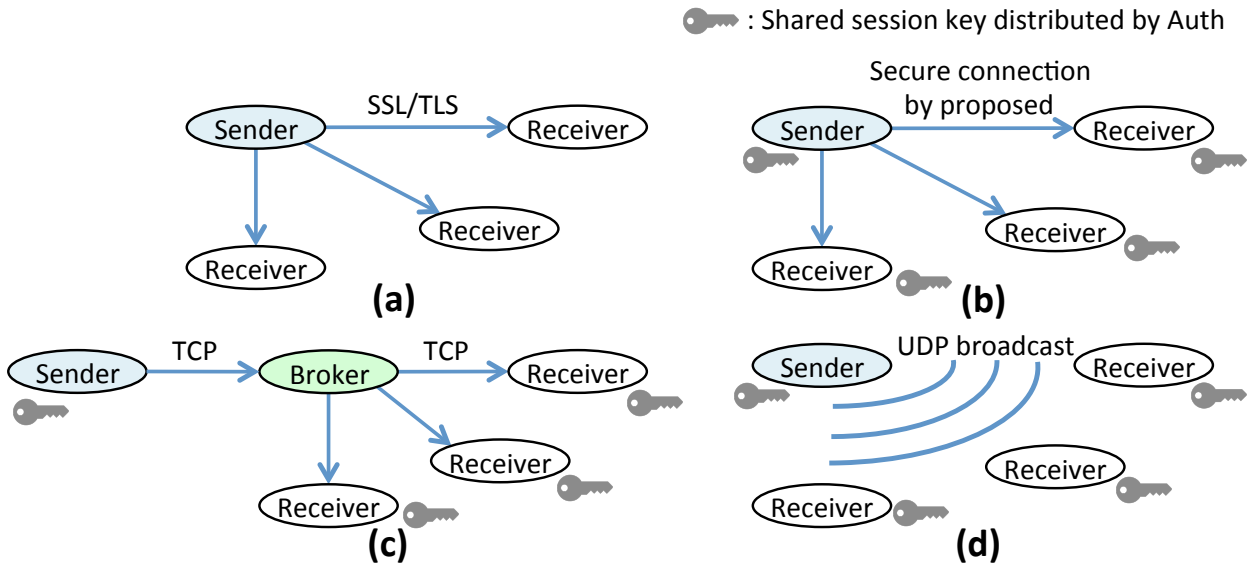 : Shared session key distributed by Auth
SSL/TLS
Sender
Receiver
Receiver
Receiver
(a)
Secure connection
by proposed
Sender
Receiver
Receiver
Receiver
(b)
TCP
TCP
Sender
Broker
Receiver
Receiver
Receiver
(c)
UDP broadcast
Sender
Receiver
Receiver
Receiver
(d)